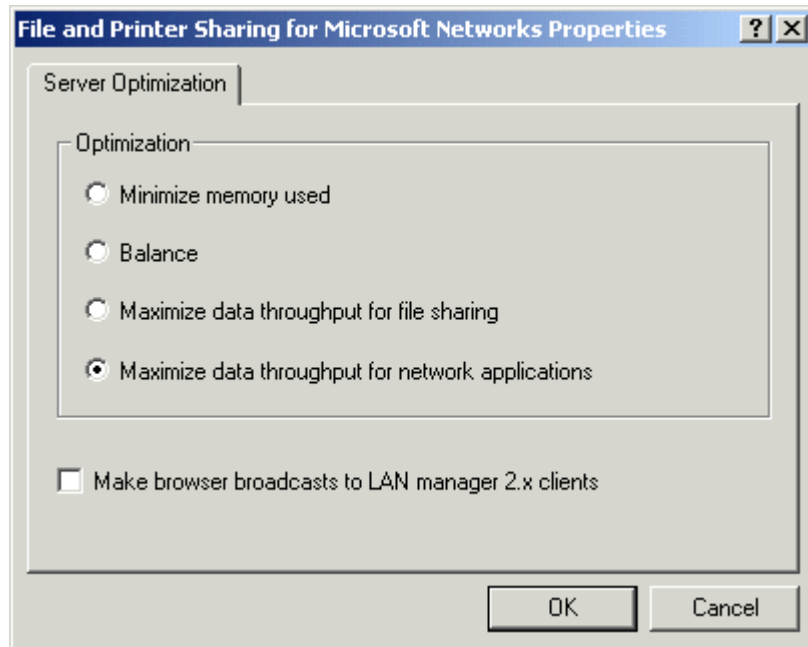 File and Printer Sharing for Microsoft Networks Properties
Server Optimization
Optimization
Minimize memory used
Balance
Maximize data throughput for file sharing
Maximize data throughput for network applications
Make browser broadcasts to LAN manager 2.x clients
OK Cancel